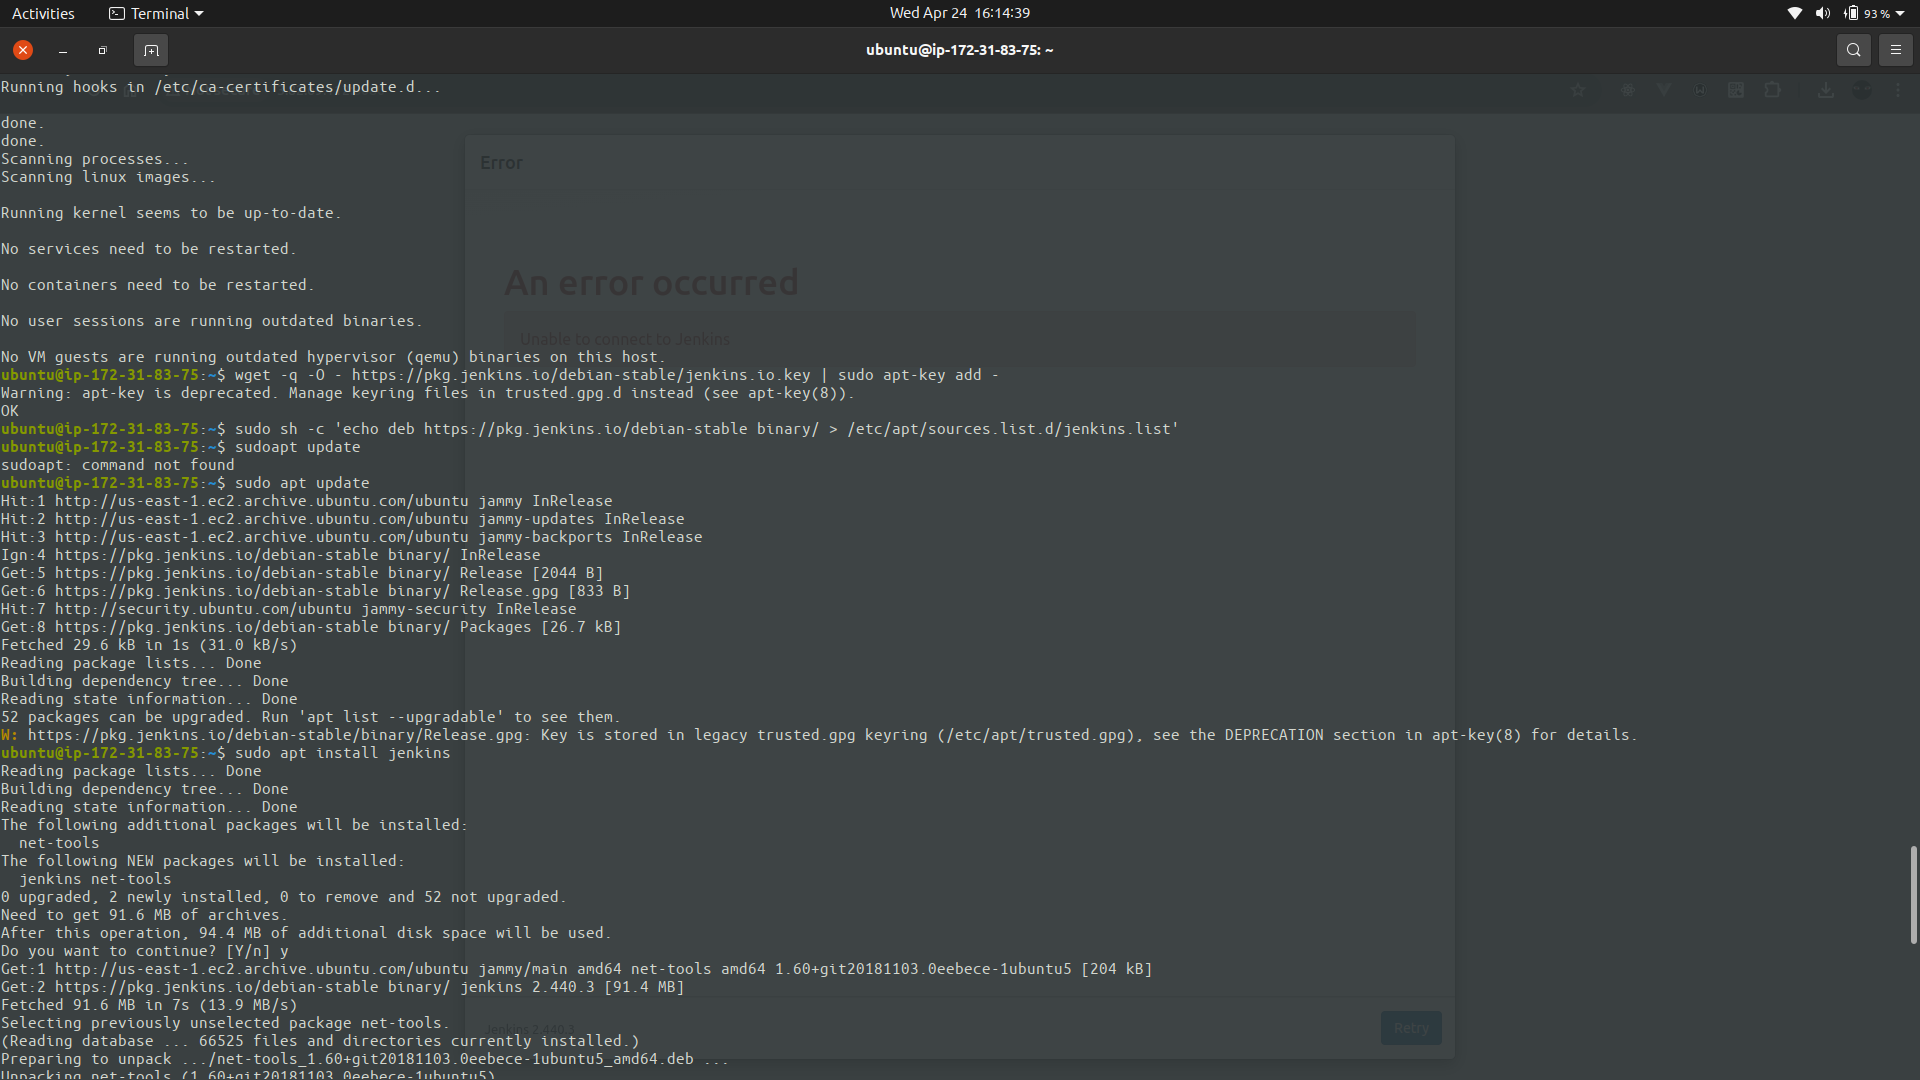 Activities
Terminal
Wed Apr 24 16:14:39
93 %
ubuntu@ip-172-31-83-75: ~
Running hooks in /etc/ca-certificates/update.d...
done.
done.
Scanning processes...
Scanning linux images...
Error
Running kernel seems to be up-to-date.
No services need to be restarted.
An error occurred
No containers need to be restarted.
No user sessions are running outdated binaries.
Unable to connect to Jenkins
No VM guests are running outdated hypervisor (qemu) binaries on this host.
ubuntu@ip-172-31-83-75:~$ wget -q -O - https://pkg.jenkins.io/debian-stable/jenkins.io.key | sudo apt-key add -
Warning: apt-key is deprecated. Manage keyring files in trusted.gpg.d instead (see apt-key(8)).
OK
ubuntu@ip-172-31-83-75:~$ sudo sh -c 'echo deb https://pkg.jenkins.io/debian-stable binary/ > /etc/apt/sources.list.d/jenkins.list'
ubuntu@ip-172-31-83-75:~$ sudoapt update
sudoapt: command not found
ubuntu@ip-172-31-83-75:~$ sudo apt update
Hit:1 http://us-east-1.ec2.archive.ubuntu.com/ubuntu jammy InRelease
Hit:2 http://us-east-1.ec2.archive.ubuntu.com/ubuntu jammy-updates InRelease
Hit:3 http://us-east-1.ec2.archive.ubuntu.com/ubuntu jammy-backports InRelease
Ign:4 https://pkg.jenkins.io/debian-stable binary/ InRelease
Get:5 https://pkg.jenkins.io/debian-stable binary/ Release [2044 B]
Get:6 https://pkg.jenkins.io/debian-stable binary/ Release.gpg [833 B]
Hit:7 http://security.ubuntu.com/ubuntu jammy-security InRelease
Get:8 https://pkg.jenkins.io/debian-stable binary/ Packages [26.7 kB]
Fetched 29.6 kB in 1s (31.0 kB/s)
Reading package lists... Done
Building dependency tree... Done
Reading state information... Done
52 packages can be upgraded. Run 'apt list --upgradable' to see them.
W: https://pkg.jenkins.io/debian-stable/binary/Release.gpg: Key is stored in legacy trusted.gpg keyring (/etc/apt/trusted.gpg), see the DEPRECATION section in apt-key(8) for details.
ubuntu@ip-172-31-83-75:~$ sudo apt install jenkins
Reading package lists... Done
Building dependency tree... Done
Reading state information... Done
The following additional packages will be installed:
  net-tools
The following NEW packages will be installed:
  jenkins net-tools
0 upgraded, 2 newly installed, 0 to remove and 52 not upgraded.
Need to get 91.6 MB of archives.
After this operation, 94.4 MB of additional disk space will be used.
Do you want to continue? [Y/n] y
Get:1 http://us-east-1.ec2.archive.ubuntu.com/ubuntu jammy/main amd64 net-tools amd64 1.60+git20181103.0eebece-1ubuntu5 [204 kB]
Get:2 https://pkg.jenkins.io/debian-stable binary/ jenkins 2.440.3 [91.4 MB]
Fetched 91.6 MB in 7s (13.9 MB/s)
Selecting previously unselected package net-tools.
Jenkins 2.440.3
Retry
(Reading database ... 66525 files and directories currently installed.)
Preparing to unpack .../net-tools_1.60+git20181103.0eebece-1ubuntu5_amd64.deb ...
Unpacking net-tools (1.60+git20181103.0eebece-1ubuntu5)